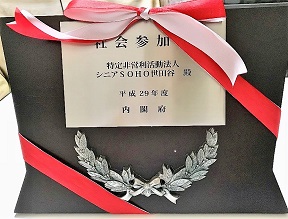 社会参加
特定非営利活動法人
シニアSOHO世田谷 殿
平成29年度
内閣府